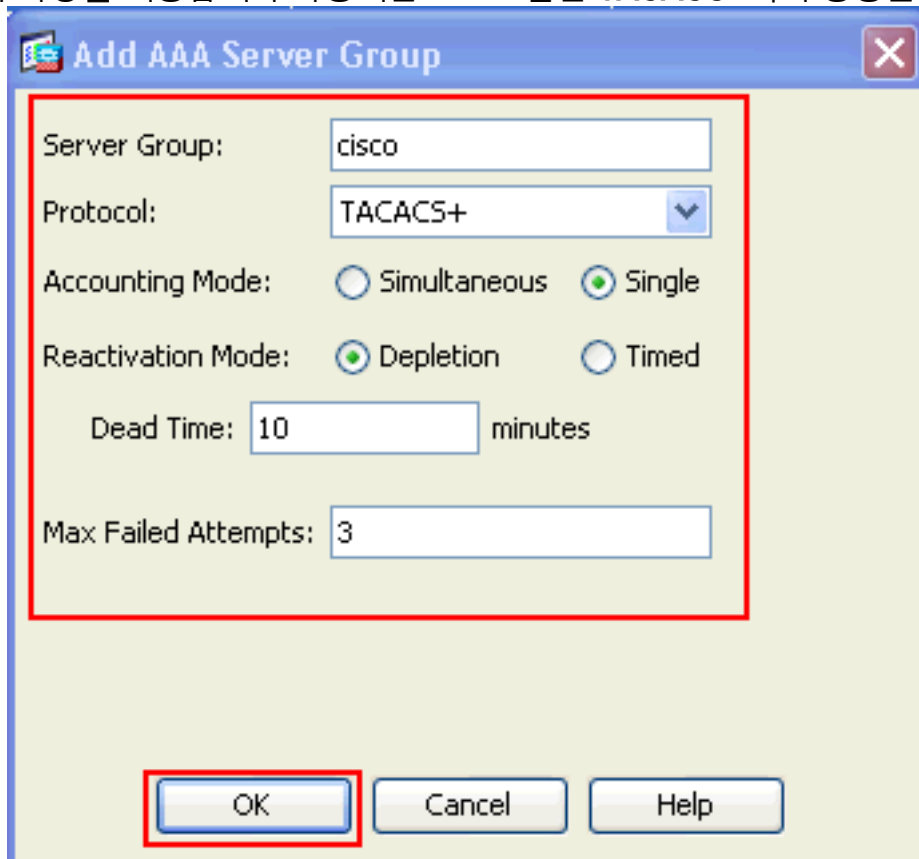 Add AAA Server Group
Server Group: cisco
Protocol: TACACS+
Accounting Mode: Simultaneous Single
Reactivation Mode: Depletion Timed
Dead Time: 10 minutes
Max Failed Attempts: 3
OK Cancel Help